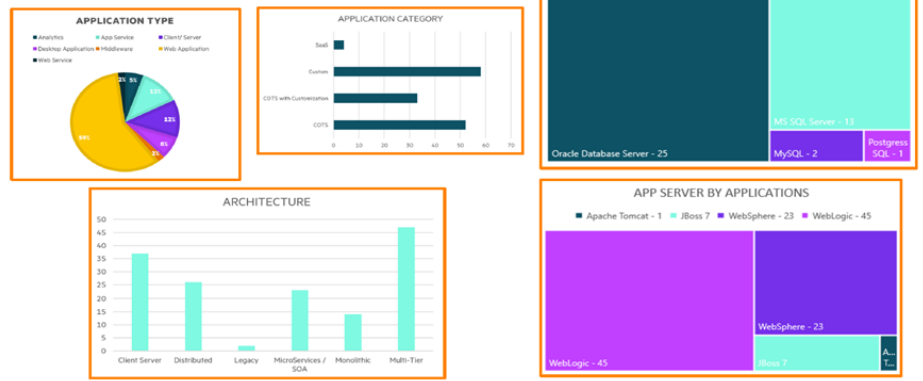 APPLICATION TYPE
Analytics
App Service
Client/ Server
Desktop Application
Middleware
Web Application
Web Service
2%
5%
12%
APPLICATION CATEGORY
SaaS
Custom
COTS with Customization
COTS
0
10
20
30
40
50
60
70
Oracle Database Server - 25
MS SQL Server - 13
MySQL - 2
Postgress
SQL - 1
ARCHITECTURE
50
45
40
35
30
25
20
15
10
5
0
Client Server
Distributed
Legacy
MicroServices /
SOA
Monolithic
Multi-Tier
APP SERVER BY APPLICATIONS
Apache Tomcat - 1
JBoss 7
WebSphere - 23
WebLogic - 45
WebLogic - 45
WebSphere - 23
JBoss 7
A...
T...